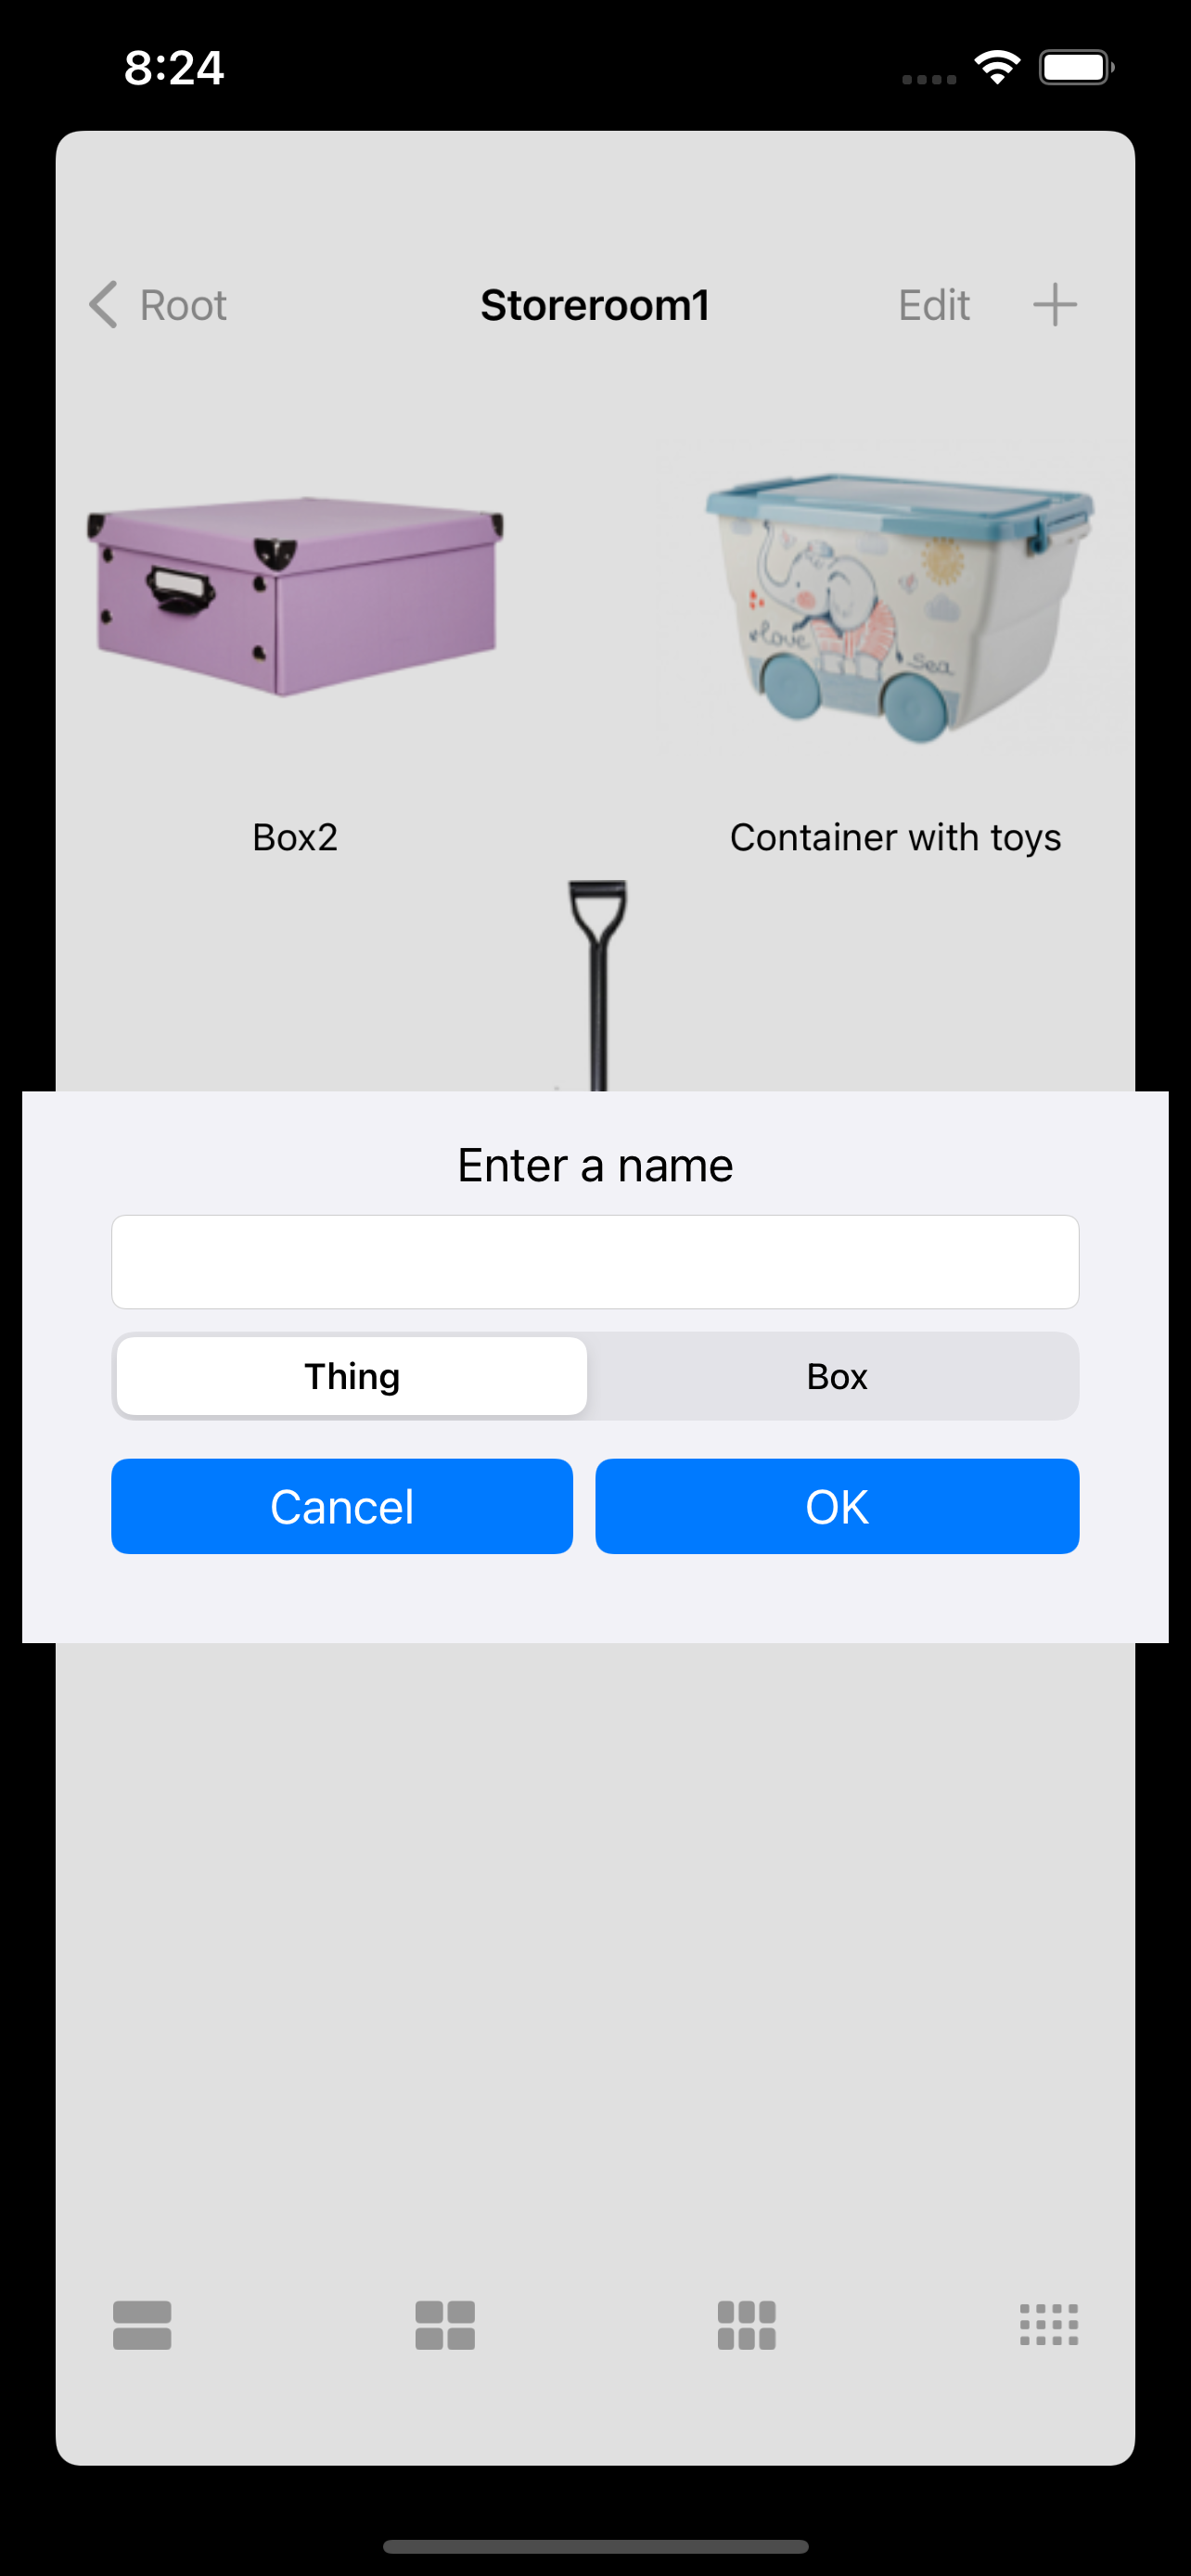 8:24
Root
Storeroom1
Edit
love
Sea
Box2
Container with toys
Enter a name
Thing
Box
Cancel
OK